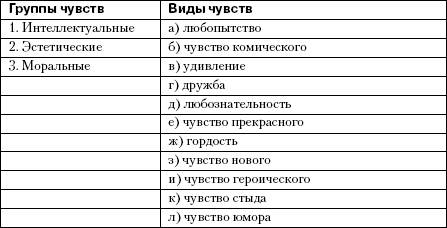 Группы чувств Виды чувств
1. Интеллектуальные а) любопытство
2. Эстетические б) чувство комического
3. Моральные в) удивление
г) дружба
д) любознательность
е) чувство прекрасного
ж) гордость
з) чувство нового
и) чувство героического
к) чувство стыда
л) чувство юмора